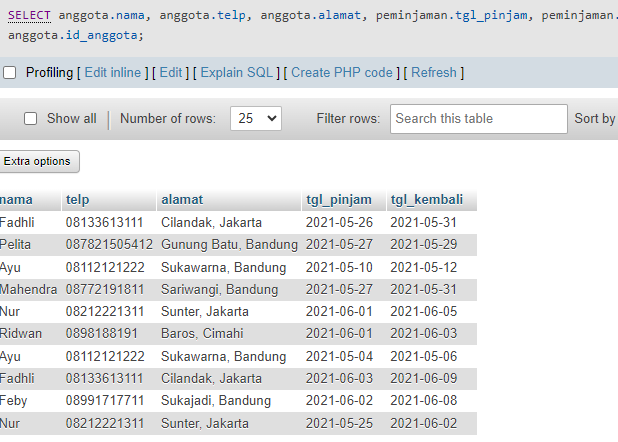 SELECT anggota.nama, anggota.telp, anggota.alamat, peminjaman.tgl_pinjam, peminjaman.
anggota.id_anggota;
Profiling [ Edit inline ] [ Edit ] [ Explain SQL ] [ Create PHP code ] [ Refresh ]
Show all Number of rows: 25 Filter rows: Search this table Sort by
Extra options
nama telp alamat tgl_pinjam tgl_kembali
Fadhli 08133613111 Cilandak, Jakarta 2021-05-26 2021-05-31
Pelita 087821505412 Gunung Batu, Bandung 2021-05-27 2021-05-29
Ayu 08112121222 Sukawarna, Bandung 2021-05-10 2021-05-12
Mahendra 08772191811 Sariwangi, Bandung 2021-05-27 2021-05-31
Nur 08212221311 Sunter, Jakarta 2021-06-01 2021-06-05
Ridwan 0898188191 Baros, Cimahi 2021-06-01 2021-06-03
Ayu 08112121222 Sukawarna, Bandung 2021-05-04 2021-05-06
Fadhli 08133613111 Cilandak, Jakarta 2021-06-03 2021-06-09
Feby 08991717711 Sukajadi, Bandung 2021-06-02 2021-06-08
Nur 08212221311 Sunter, Jakarta 2021-05-25 2021-06-02